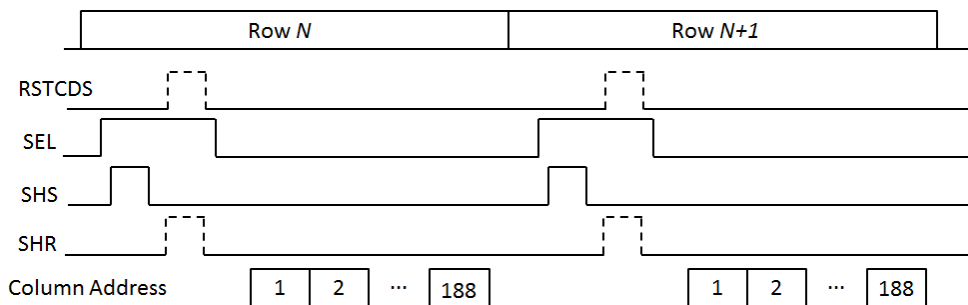 Row N Row N+1
RSTCDS
SEL
SHS
SHR
Column Address 1 2 ... 188 1 2 ... 188